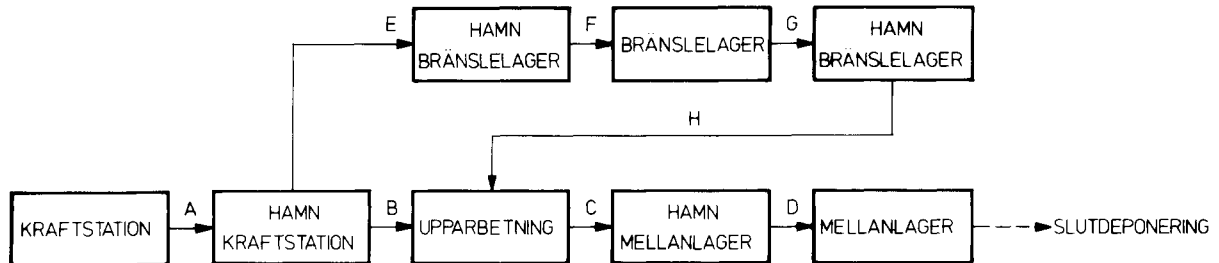 E
HAMN
BRÄNSLELAGER
F
BRÄNSLELAGER
G
HAMN
BRÄNSLELAGER
H
KRAFTSTATION
A
HAMN
KRAFTSTATION
B
UPPARBETNING
C
HAMN
MELLANLAGER
D
MELLANLAGER
SLUTDEPONERING